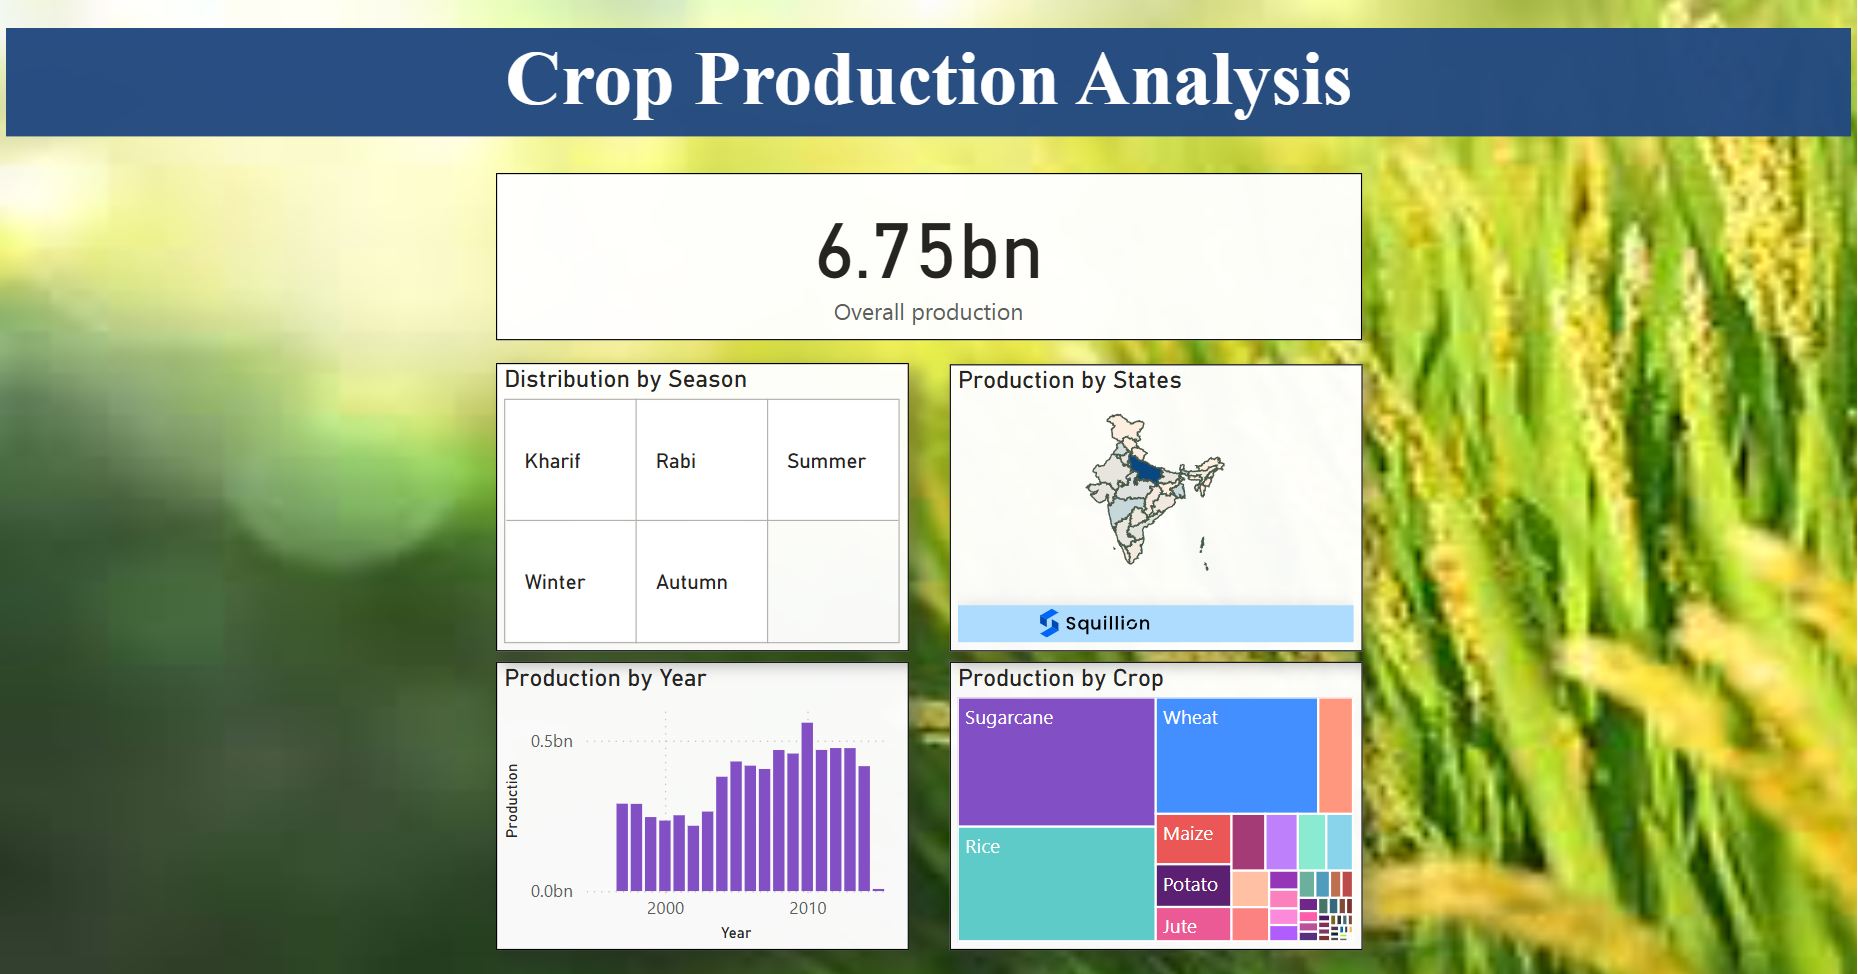 Crop Production Analysis
6.75bn
Overall production
Distribution by Season
Kharif
Rabi
Summer
Winter
Autumn
Production by States
Squillion
Production by Year
0.5bn
0.0bn
Production
2000
2010
Year
Production by Crop
Sugarcane
Wheat
Rice
Maize
Potato
Jute